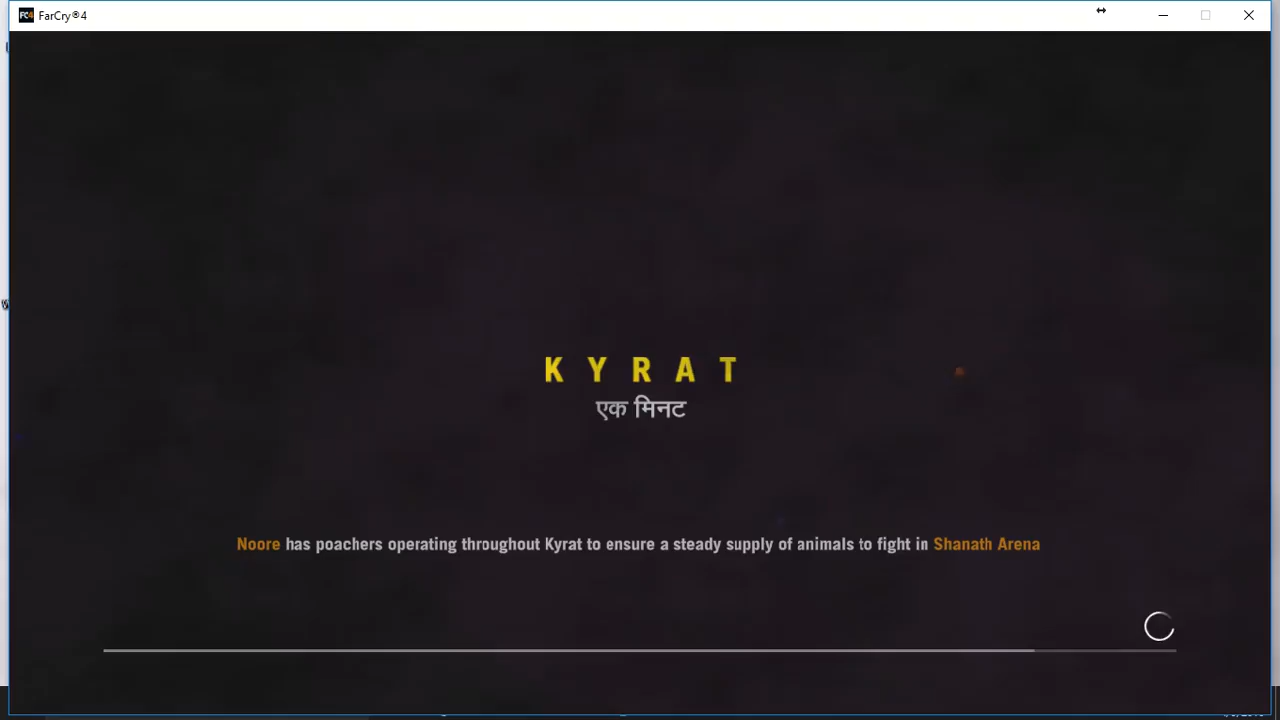 FC4 FarCry®4
K Y R A T
एक मिनट
Noore has poachers operating throughout Kyrat to ensure a steady supply of animals to fight in Shanath Arena